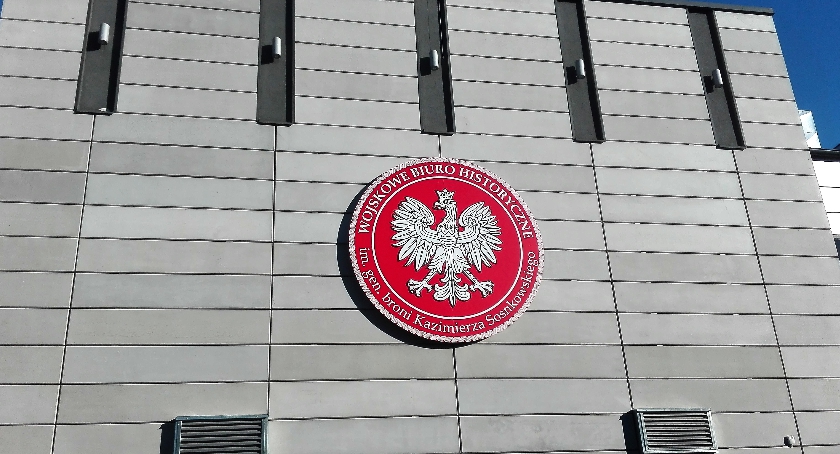 WOJSKOWE BIURO HISTORYCZNE
im. gen. broni Kazimierza Sosnkowskiego